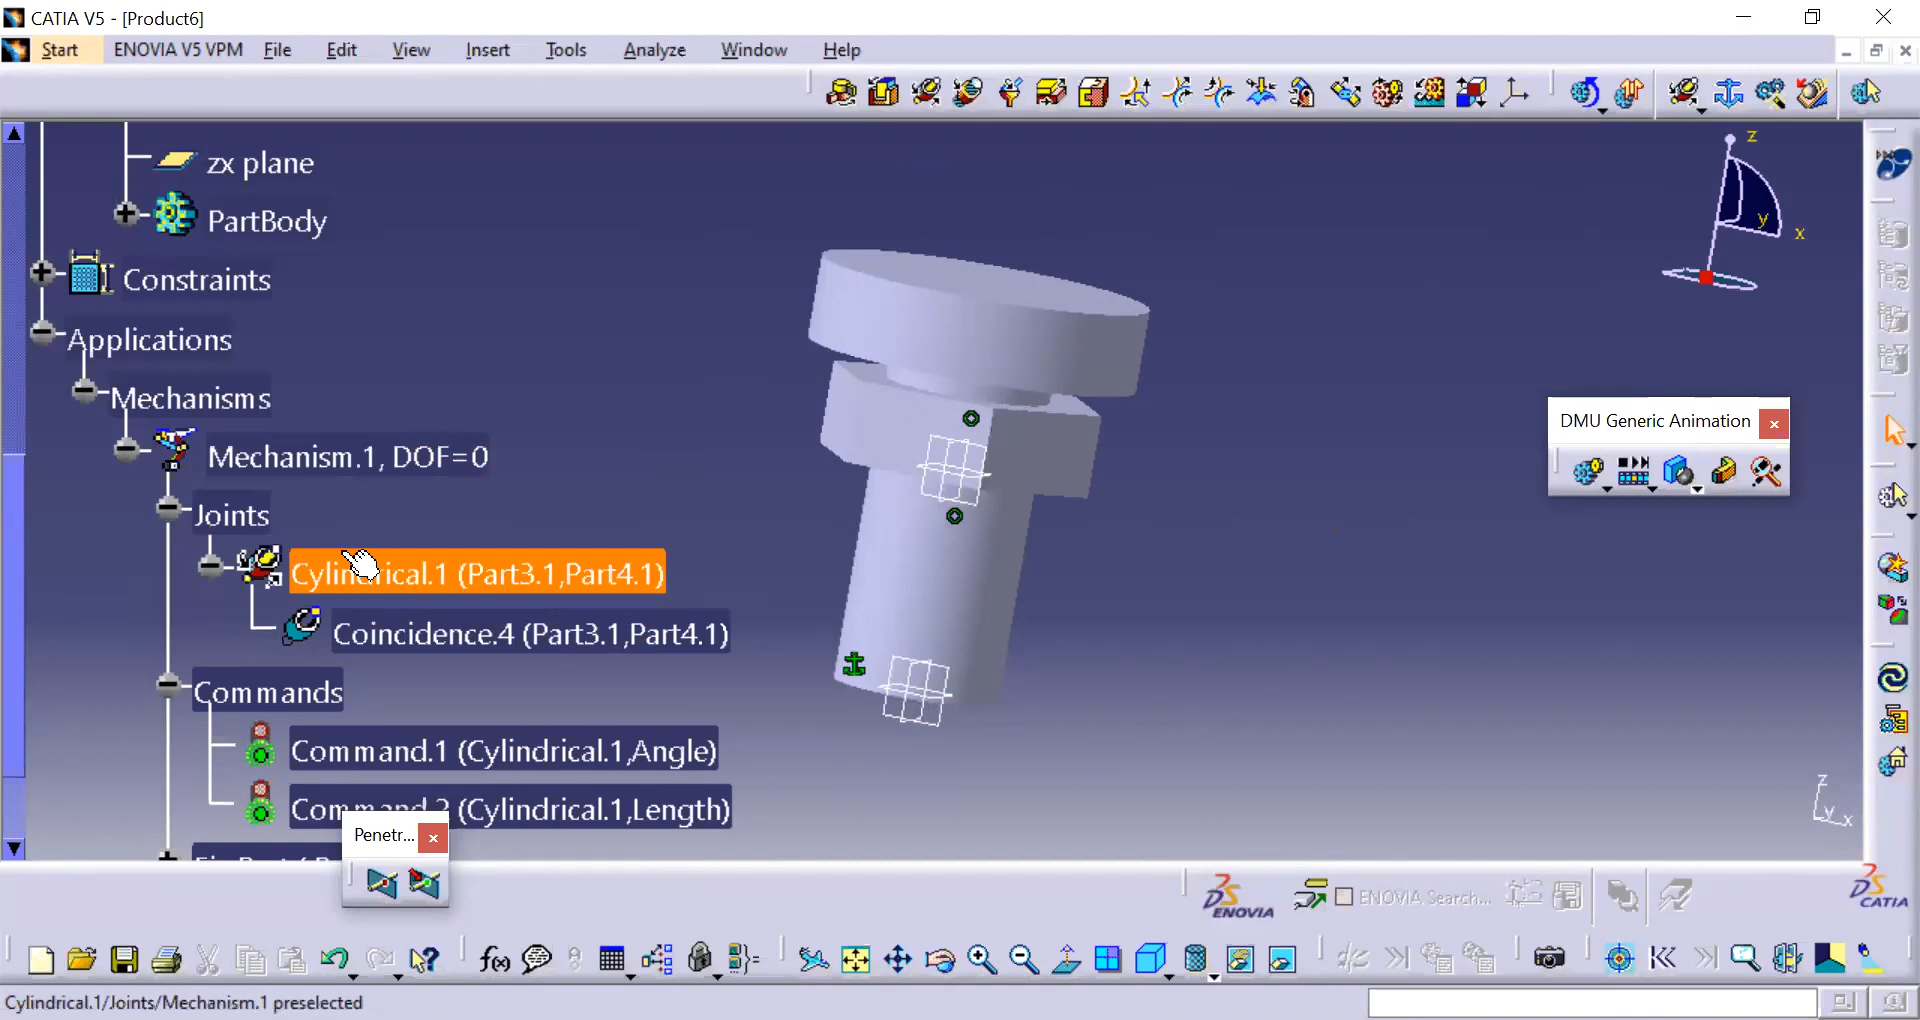 CATIA V5 - [Product6]
Start ENOVIA V5 VPM File Edit View Insert Tools Analyze Window Help
zx plane
PartBody
Constraints
Applications
Mechanisms
Mechanism.1, DOF=0
Joints
Cylindrical.1 (Part3.1,Part4.1)
Coincidence.4 (Part3.1,Part4.1)
Commands
Command.1 (Cylindrical.1,Angle)
Command.2 (Cylindrical.1,Length)
Penetr...
z
y
x
DMU Generic Animation
z
y x
ENOVIA
ENOVIA Search...
CATIA
f(x)
Cylindrical.1/Joints/Mechanism.1 preselected